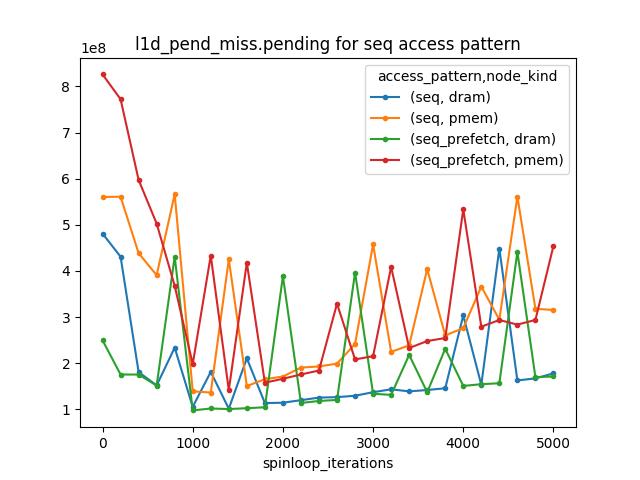 l1d_pend_miss.pending for seq access pattern
1e8
access_pattern,node_kind
(seq, dram)
(seq, pmem)
(seq_prefetch, dram)
(seq_prefetch, pmem)
8
7
6
5
4
3
2
1
0 1000 2000 3000 4000 5000
spinloop_iterations